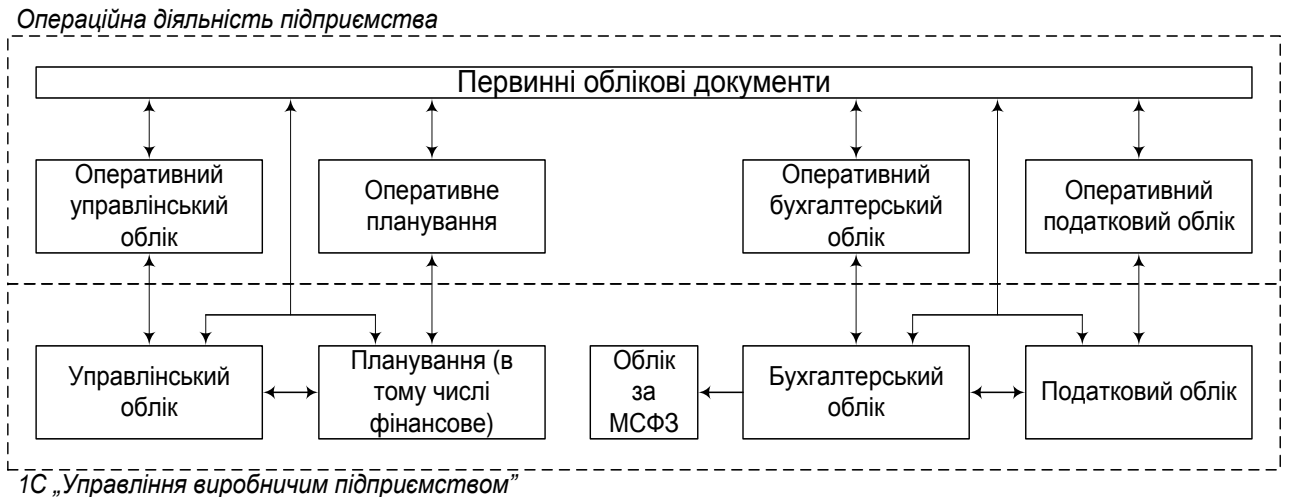 Операційна діяльність підприємства
Первинні облікові документи
Оперативний
управлінський
облік
Оперативне
планування
Оперативний
бухгалтерський
облік
Оперативний
податковий облік
Управлінський
облік
Планування (в
тому числі
фінансове)
Облік
за
МСФЗ
Бухгалтерський
облік
Податковий облік
1С „Управління виробничим підприємством”